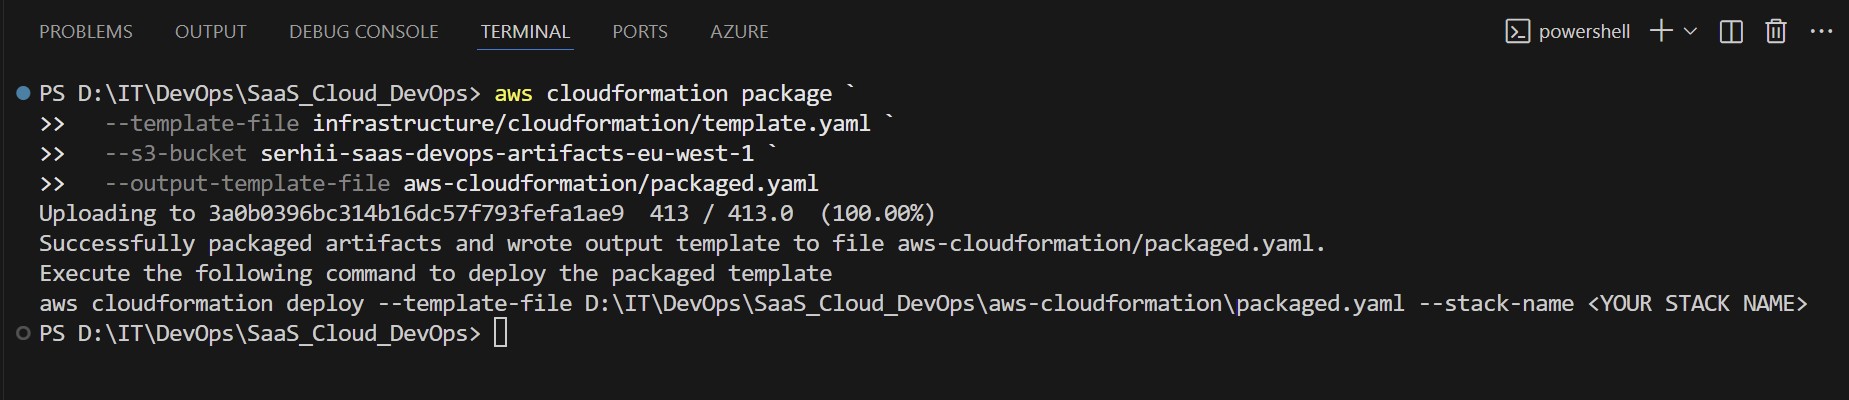 PROBLEMS OUTPUT DEBUG CONSOLE TERMINAL PORTS AZURE powershell
PS D:\IT\DevOps\SaaS_Cloud_DevOps> aws cloudformation package `
>>   --template-file infrastructure/cloudformation/template.yaml `
>>   --s3-bucket serhii-saas-devops-artifacts-eu-west-1 `
>>   --output-template-file aws-cloudformation/packaged.yaml
Uploading to 3a0b0396bc314b16dc57f793fefa1ae9  413 / 413.0  (100.00%)
Successfully packaged artifacts and wrote output template to file aws-cloudformation/packaged.yaml.
Execute the following command to deploy the packaged template
aws cloudformation deploy --template-file D:\IT\DevOps\SaaS_Cloud_DevOps\aws-cloudformation\packaged.yaml --stack-name <YOUR STACK NAME>
PS D:\IT\DevOps\SaaS_Cloud_DevOps>